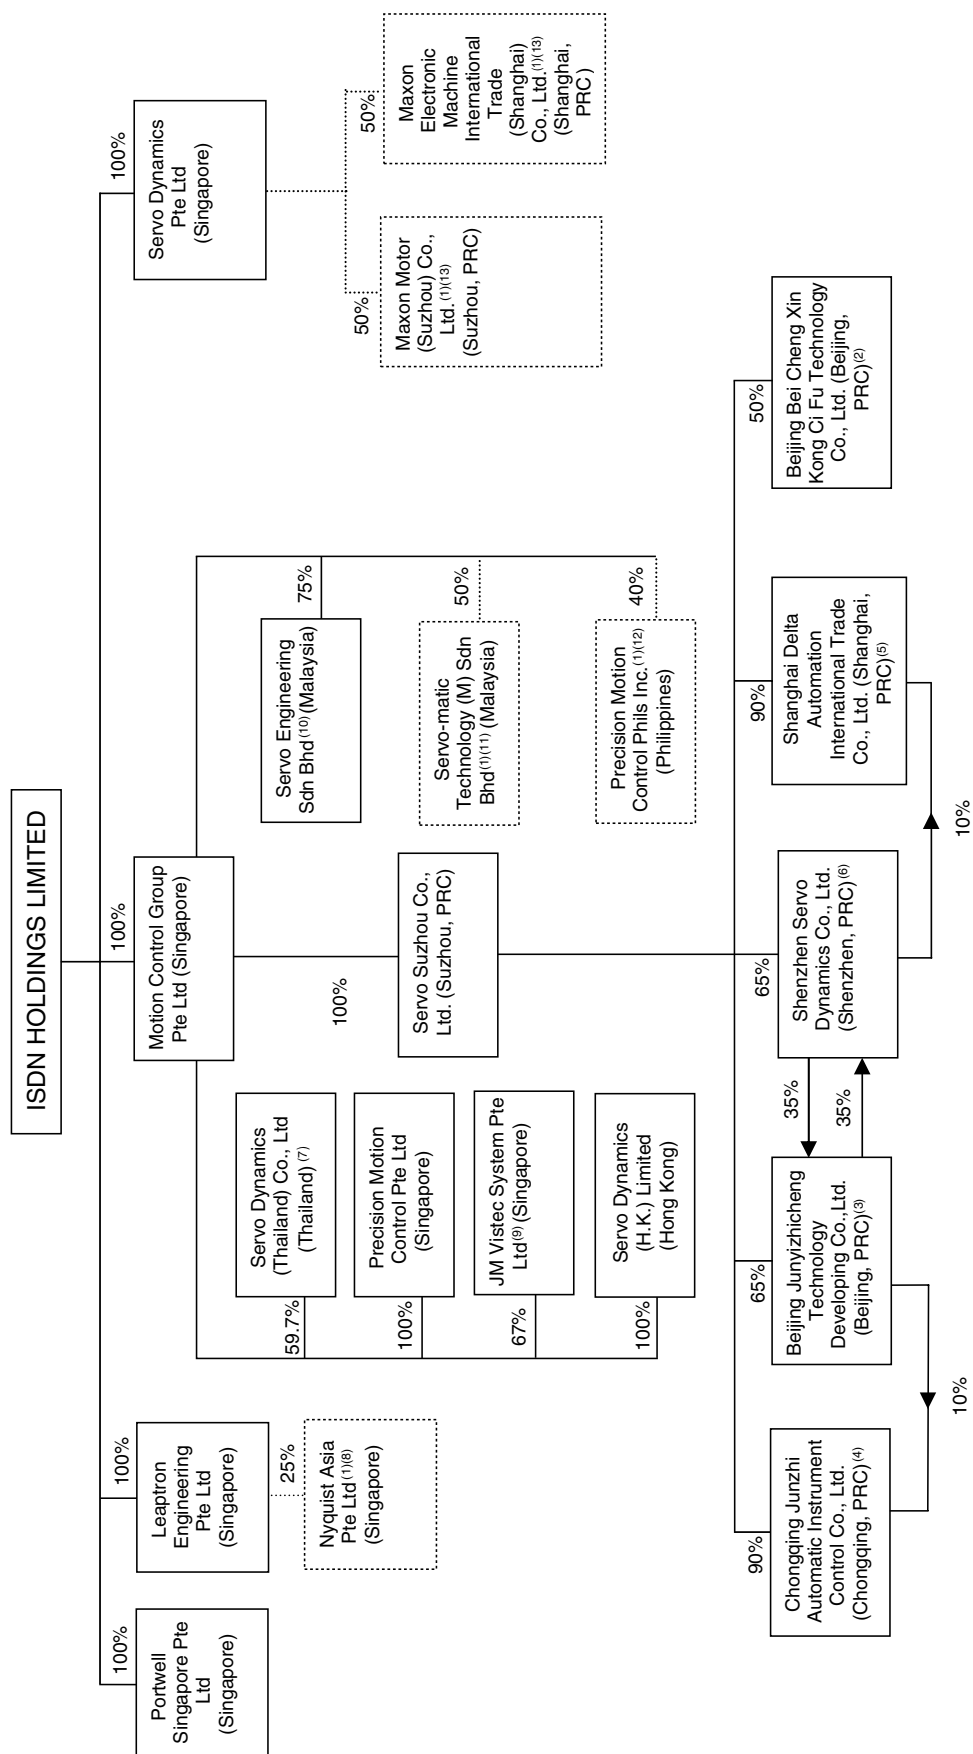 ISDN HOLDINGS LIMITED
100%
100%
100%
100%
Portwell
Singapore Pte
Ltd
(Singapore)
Leaptron
Engineering
Pte Ltd
(Singapore)
Motion Control Group
Pte Ltd (Singapore)
Servo Dynamics
Pte Ltd
(Singapore)
25%
Nyquist Asia
Pte Ltd (1)(8)
(Singapore)
59.7%
Servo Dynamics
(Thailand) Co., Ltd
(Thailand) (7)
100%
Precision Motion
Control Pte Ltd
(Singapore)
67%
JM Vistec System Pte
Ltd(9) (Singapore)
100%
Servo Dynamics
(H.K.) Limited
(Hong Kong)
100%
Servo Suzhou Co.,
Ltd. (Suzhou, PRC)
Servo Engineering
Sdn Bhd(10) (Malaysia)
75%
Servo-matic
Technology (M) Sdn
Bhd(1)(11) (Malaysia)
50%
Precision Motion
Control Phils Inc.(1)(12)
(Philippines)
40%
50%
Maxon Motor
(Suzhou) Co.,
Ltd. (1)(13)
(Suzhou, PRC)
50%
Maxon
Electronic
Machine
International
Trade
(Shanghai)
Co., Ltd.(1)(13)
(Shanghai,
PRC)
90%
65%
65%
90%
50%
Chongqing Junzhi
Automatic Instrument
Control Co., Ltd.
(Chongqing, PRC)(4)
Beijing Junyizhicheng
Technology
Developing Co.,Ltd.
(Beijing, PRC)(3)
35%
35%
Shenzhen Servo
Dynamics Co., Ltd.
(Shenzhen, PRC)(6)
Shanghai Delta
Automation
International Trade
Co., Ltd. (Shanghai,
PRC)(5)
Beijing Bei Cheng Xin
Kong Ci Fu Technology
Co., Ltd. (Beijing,
PRC)(2)
10%
10%